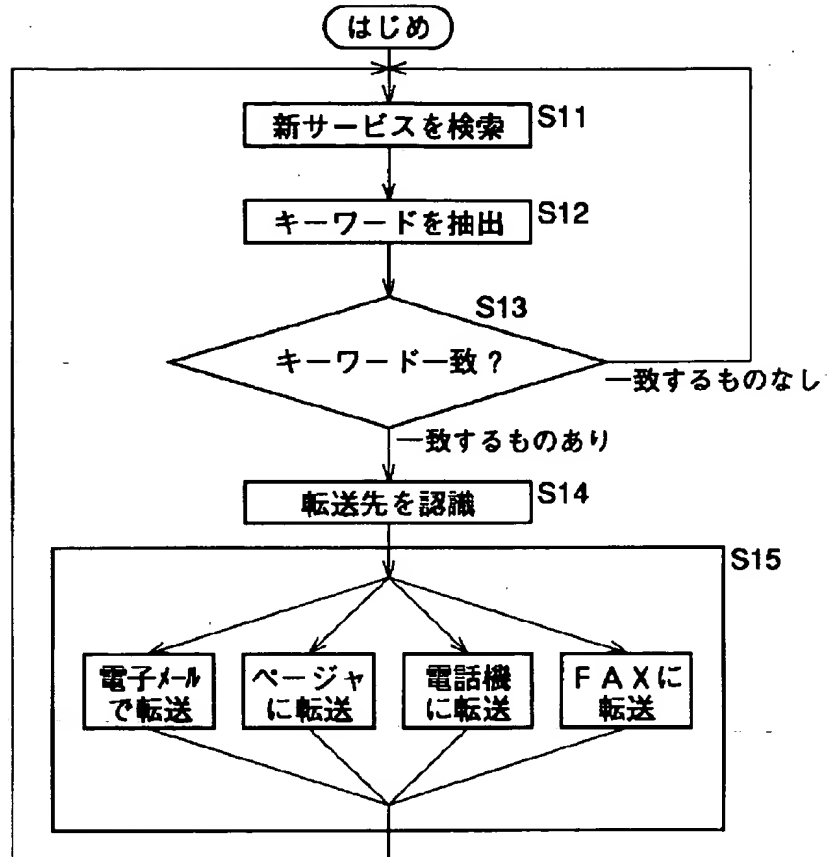 はじめ
新サービスを検索
S11
キーワードを抽出
S12
S13
キーワード一致？
一致するものなし
一致するものあり
転送先を認識
S14
S15
電子メール
で転送
ページャ
に転送
電話機
に転送
ＦＡＸに
転送